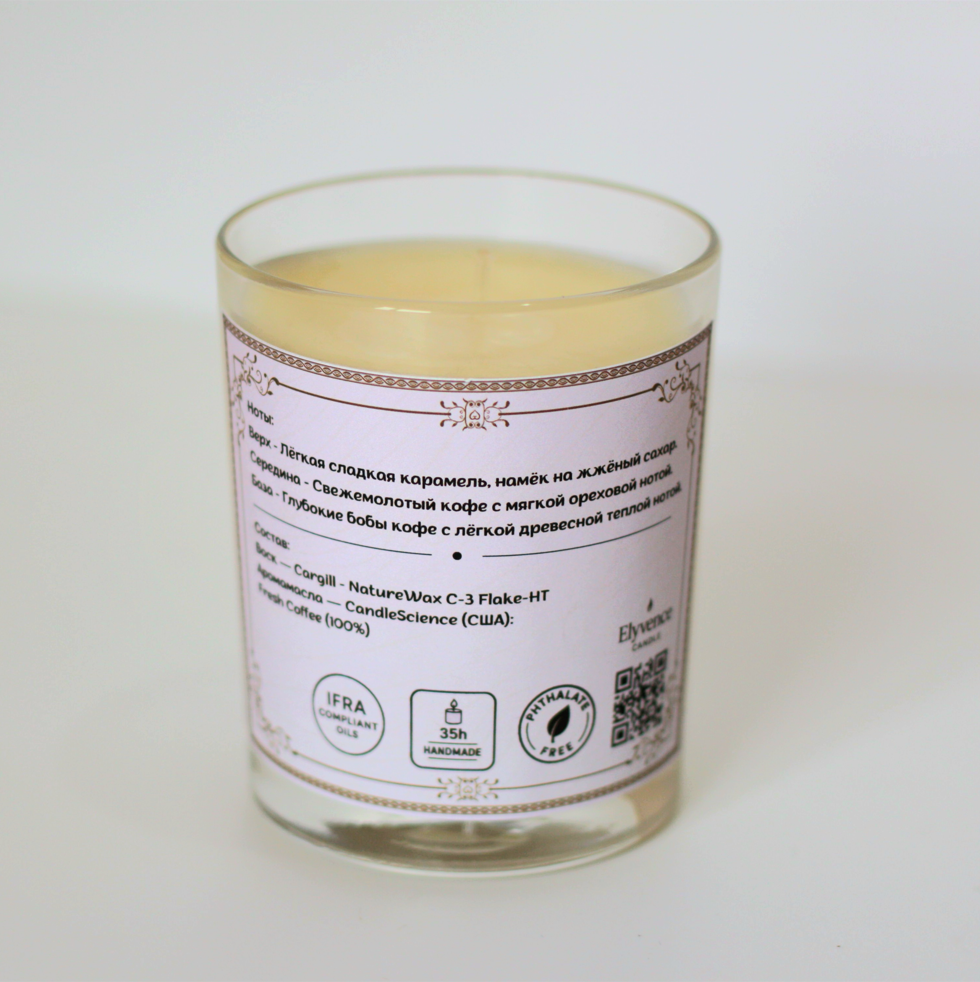 Ноты:
Верх - Лёгкая сладкая карамель, намёк на жжёный сахар.
Середина - Свежемолотый кофе с мягкой ореховой нотой.
База - Глубокие бобы кофе с лёгкой древесной теплой нотой.
Состав:
Воск — Cargill - NatureWax C-3 Flake-HT
Аромамасла — CandleScience (США):
Fresh Coffee (100%)
Elyvence
CANDLE
IFRA
COMPLIANT
OILS
35h
HANDMADE
PHTHALATE
FREE